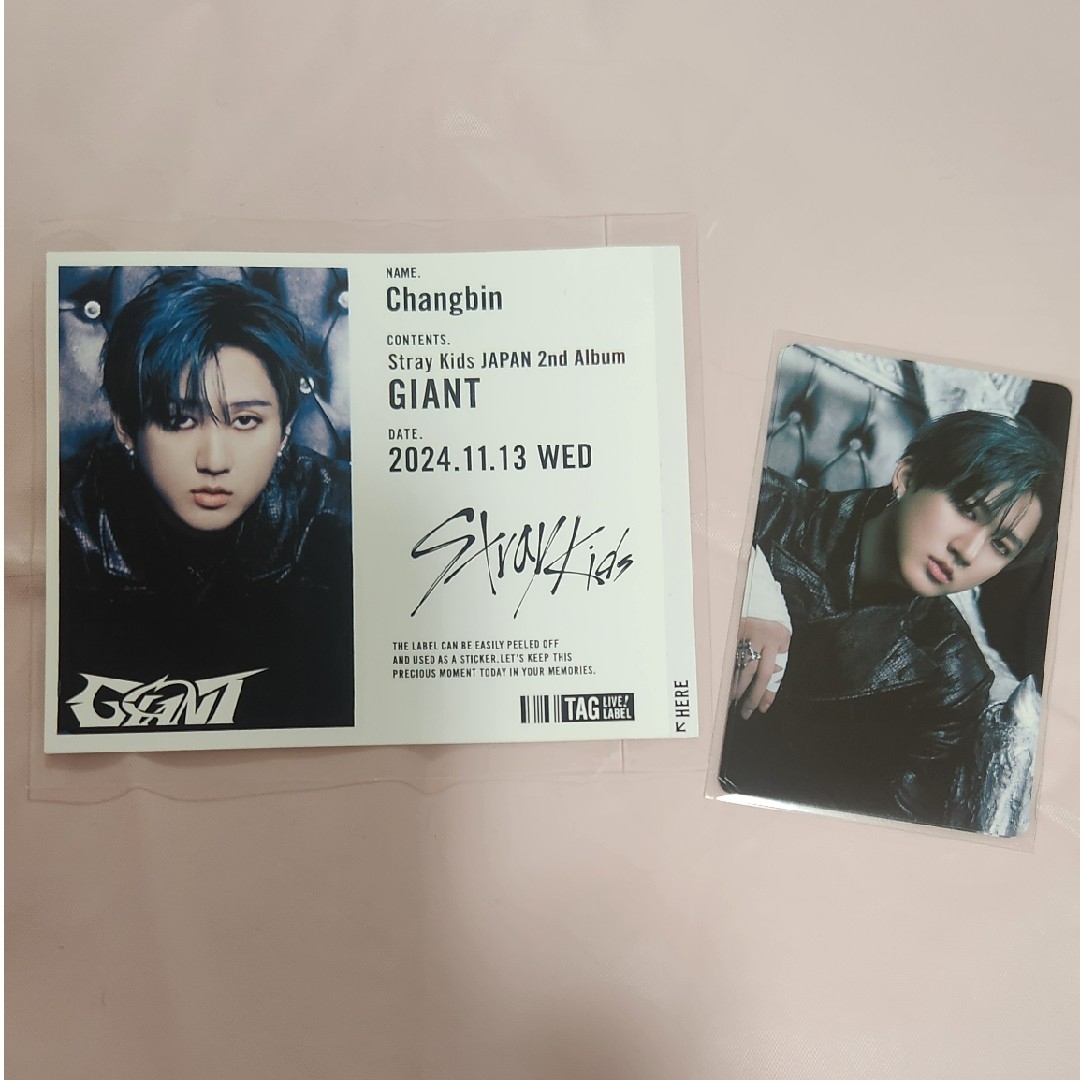 NAME.
Changbin
CONTENTS.
Stray Kids JAPAN 2nd Album
GIANT
DATE.
2024.11.13 WED
Stray Kids
THE LABEL CAN BE EASILY PEELED OFF
AND USED AS A STICKER.LET'S KEEP THIS
PRECIOUS MOMENT TODAY IN YOUR MEMORIES.
TAG LIVE!
LABEL
HERE
GIANT